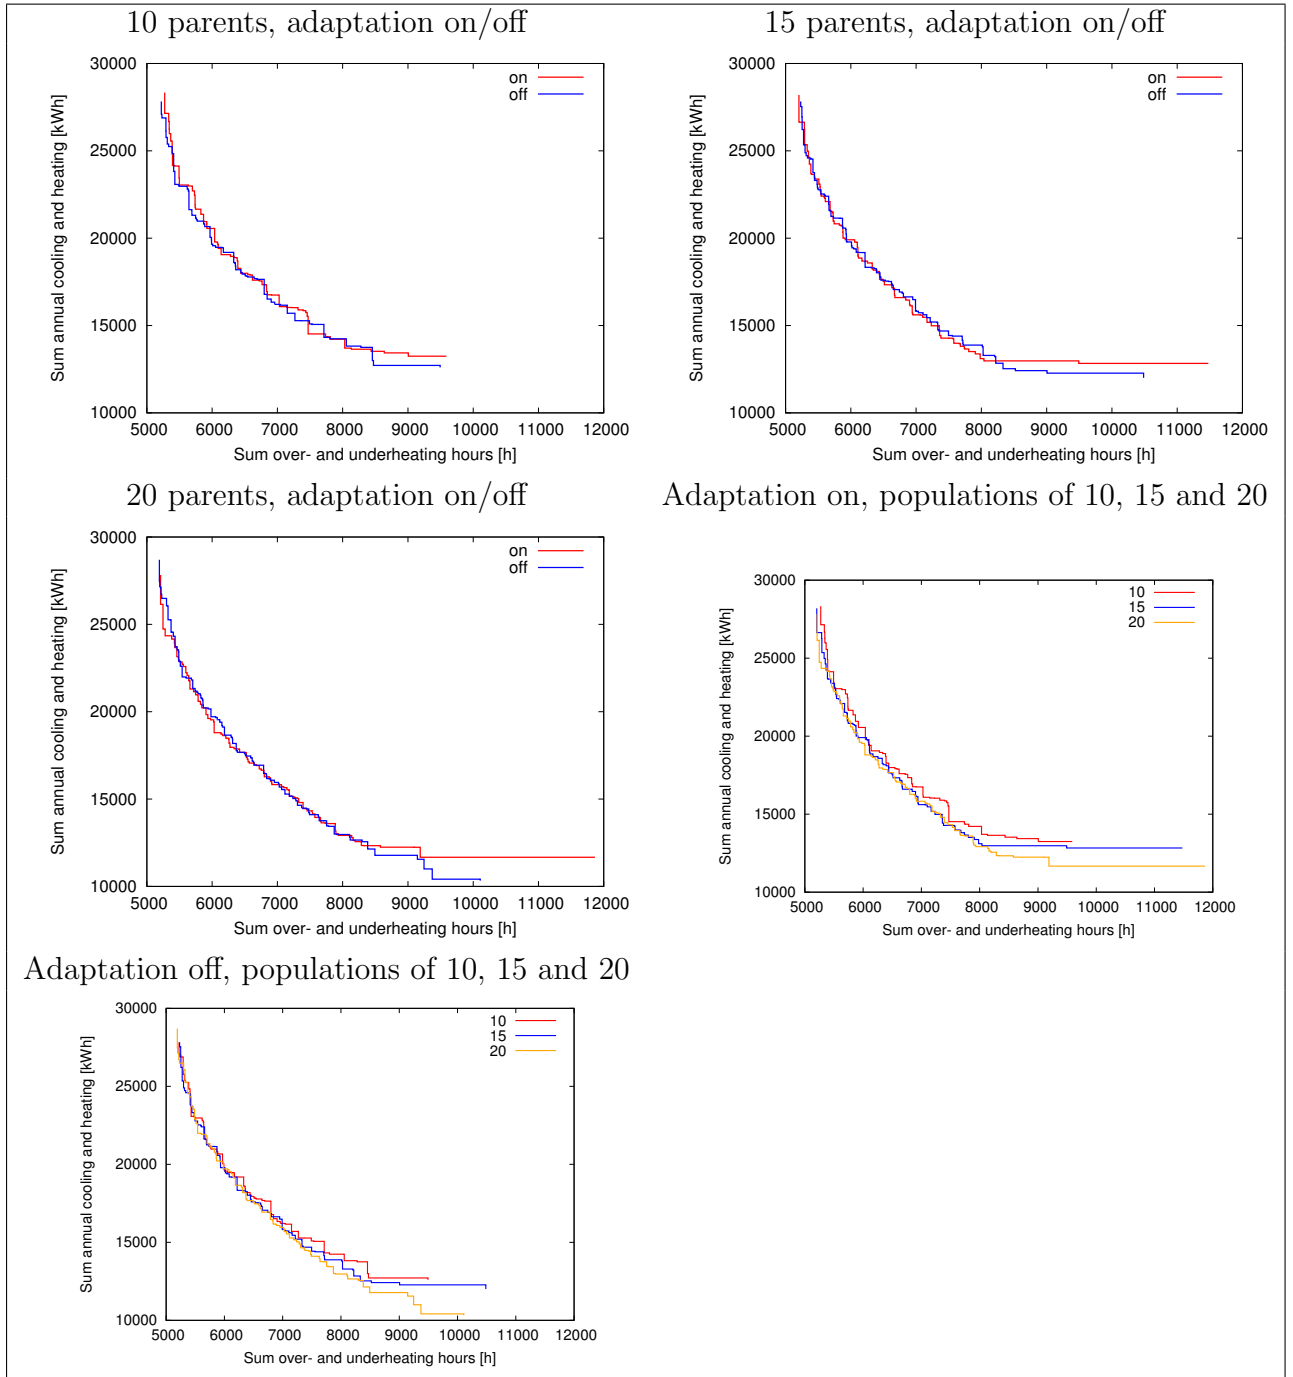 10 parents, adaptation on/off
30000
25000
20000
15000
10000
5000 6000 7000 8000 9000 10000 11000 12000
Sum annual cooling and heating [kWh]
Sum over- and underheating hours [h]
on
off
15 parents, adaptation on/off
30000
25000
20000
15000
10000
5000 6000 7000 8000 9000 10000 11000 12000
Sum annual cooling and heating [kWh]
Sum over- and underheating hours [h]
on
off
20 parents, adaptation on/off
30000
25000
20000
15000
10000
5000 6000 7000 8000 9000 10000 11000 12000
Sum annual cooling and heating [kWh]
Sum over- and underheating hours [h]
on
off
Adaptation on, populations of 10, 15 and 20
30000
25000
20000
15000
10000
5000 6000 7000 8000 9000 10000 11000 12000
Sum annual cooling and heating [kWh]
Sum over- and underheating hours [h]
10
15
20
Adaptation off, populations of 10, 15 and 20
30000
25000
20000
15000
10000
5000 6000 7000 8000 9000 10000 11000 12000
Sum annual cooling and heating [kWh]
Sum over- and underheating hours [h]
10
15
20